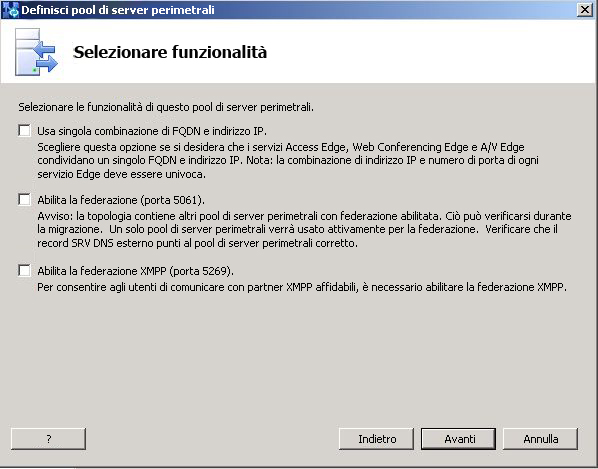 Definisci pool di server perimetrali
Selezionare funzionalità
Selezionare le funzionalità di questo pool di server perimetrali.
Usa singola combinazione di FQDN e indirizzo IP.
Scegliere questa opzione se si desidera che i servizi Access Edge, Web Conferencing Edge e A/V Edge
condividano un singolo FQDN e indirizzo IP. Nota: la combinazione di indirizzo IP e numero di porta di ogni
servizio Edge deve essere univoca.
Abilita la federazione (porta 5061).
Avviso: la topologia contiene altri pool di server perimetrali con federazione abilitata. Ciò può verificarsi durante
la migrazione. Un solo pool di server perimetrali verrà usato attivamente per la federazione. Verificare che il
record SRV DNS esterno punti al pool di server perimetrali corretto.
Abilita la federazione XMPP (porta 5269).
Per consentire agli utenti di comunicare con partner XMPP affidabili, è necessario abilitare la federazione XMPP.
?
Indietro
Avanti
Annulla